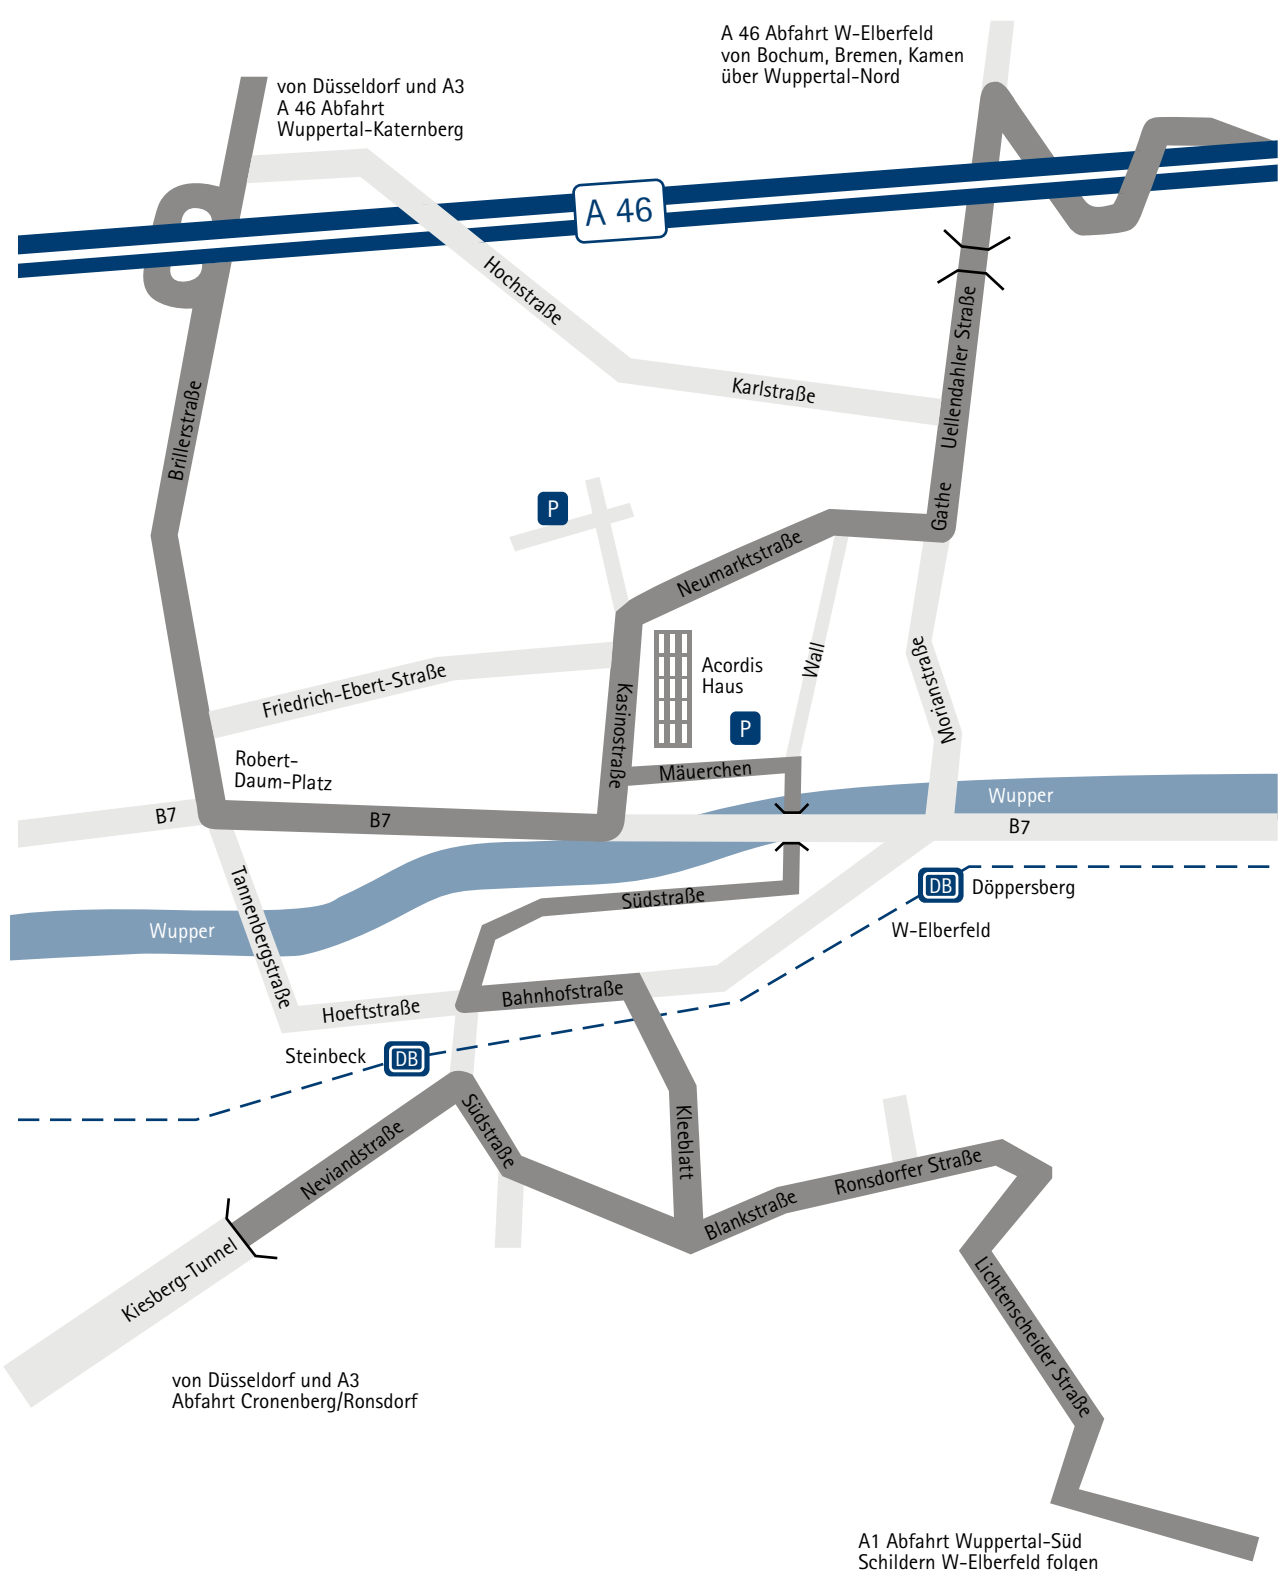 A 46 Abfahrt W-Elberfeld
von Bochum, Bremen, Kamen
über Wuppertal-Nord
von Düsseldorf und A3
A 46 Abfahrt
Wuppertal-Katernberg
A 46
Hochstraße
Karlstraße
Uellendahler Straße
Brillerstraße
Gathe
P
Neumarktstraße
Acordis
Haus
Wall
Morianstraße
Friedrich-Ebert-Straße
Kasinostraße
P
Robert-
Daum-Platz
Mäuerchen
Wupper
B7
B7
B7
Tannenbergstraße
DB
Döppersberg
Südstraße
W-Elberfeld
Wupper
Bahnhofstraße
Hoeftstraße
Steinbeck
DB
Südstraße
Kleeblatt
Neviandstraße
Ronsdorfer Straße
Blankstraße
Kiesberg-Tunnel
Lichtenscheider Straße
von Düsseldorf und A3
Abfahrt Cronenberg/Ronsdorf
A1 Abfahrt Wuppertal-Süd
Schildern W-Elberfeld folgen